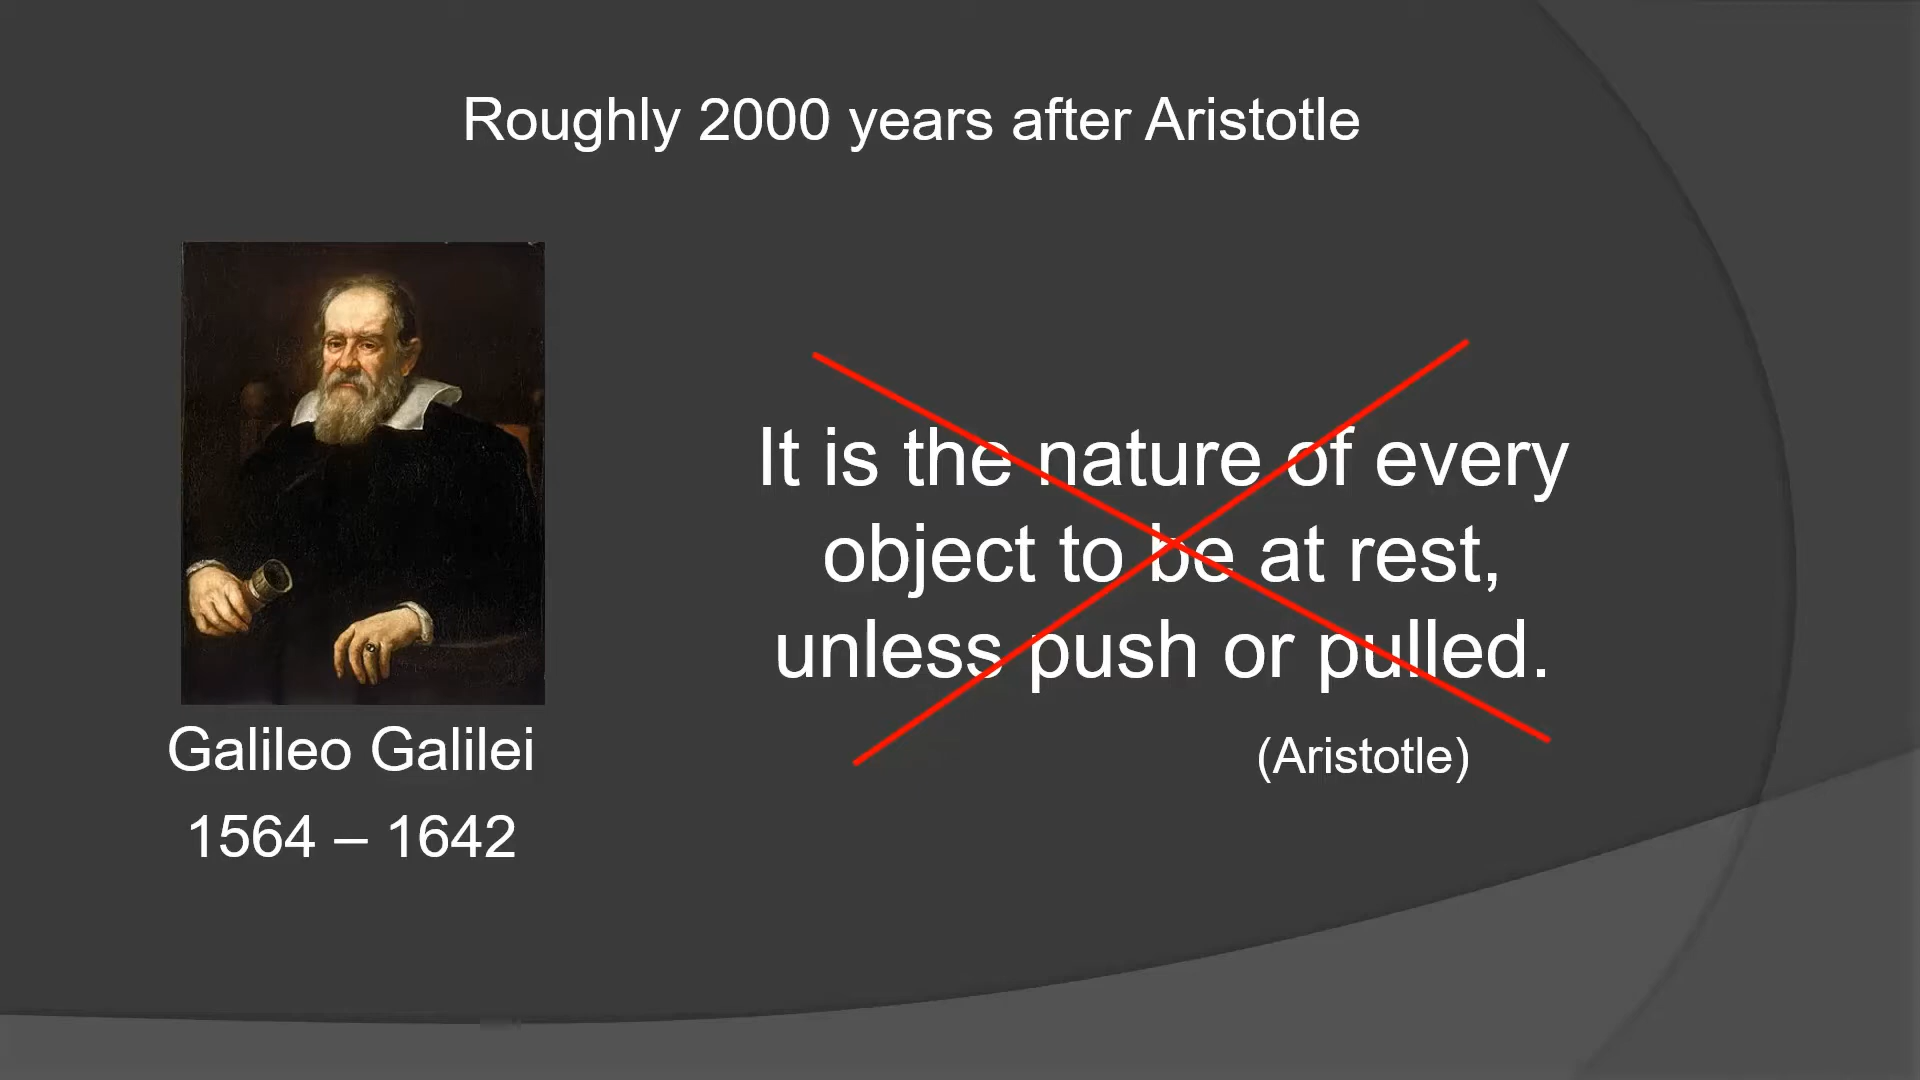 Roughly 2000 years after Aristotle
It is the nature of every
object to be at rest,
unless push or pulled.
(Aristotle)
Galileo Galilei
1564 – 1642